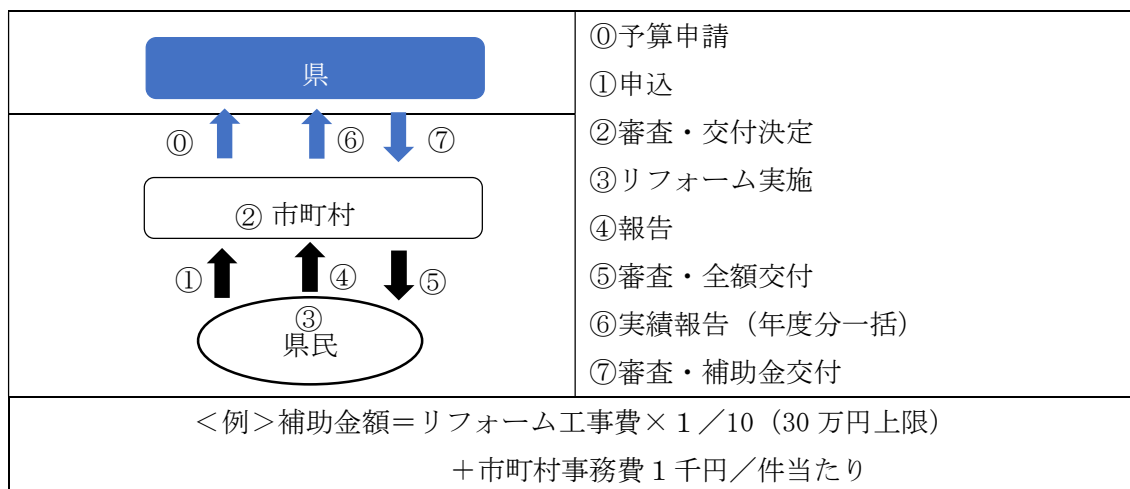 県
⓪
⑥
⑦
② 市町村
①
④
⑤
③
県民
⓪予算申請
①申込
②審査・交付決定
③リフォーム実施
④報告
⑤審査・全額交付
⑥実績報告（年度分一括）
⑦審査・補助金交付
＜例＞補助金額＝リフォーム工事費×１／10（30 万円上限）
＋市町村事務費１千円／件当たり